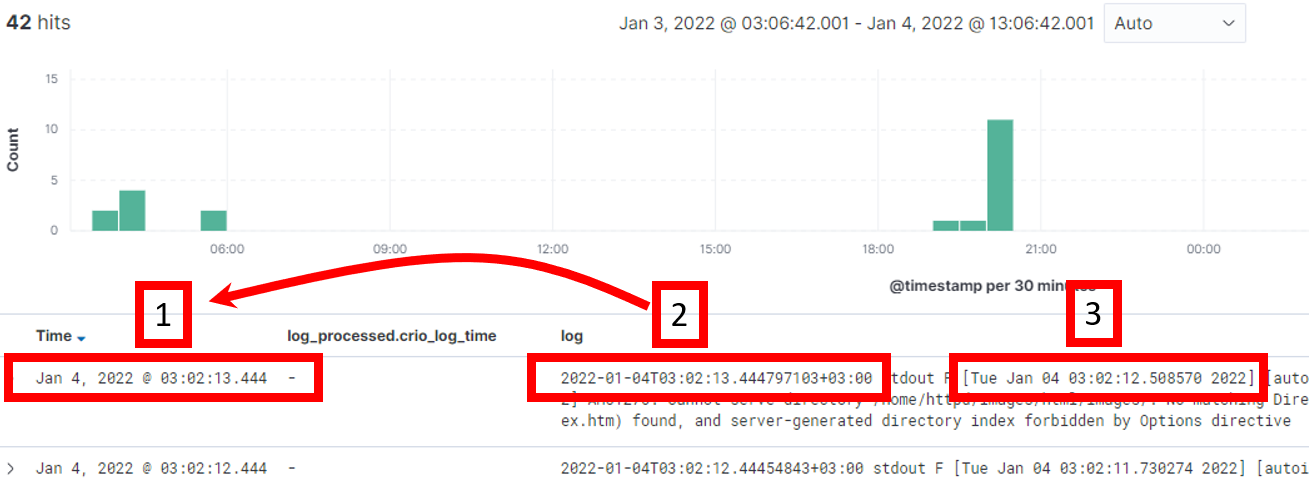 42 hits
Jan 3, 2022 @ 03:06:42.001 - Jan 4, 2022 @ 13:06:42.001 Auto
15
10
5
0
Count
06:00 09:00 12:00 15:00 18:00 21:00 00:00
@timestamp per 30 minutes
1 2 3
Time log_processed.crio_log_time log
Jan 4, 2022 @ 03:02:13.444 - 2022-01-04T03:02:13.444797103+03:00 stdout F [Tue Jan 04 03:02:12.508570 2022] [auto
2] Cannot serve directory /home/httpd/images/html/images/: No matching Dire
ex.htm) found, and server-generated directory index forbidden by Options directive
Jan 4, 2022 @ 03:02:12.444 - 2022-01-04T03:02:12.44454843+03:00 stdout F [Tue Jan 04 03:02:11.730274 2022] [autoi